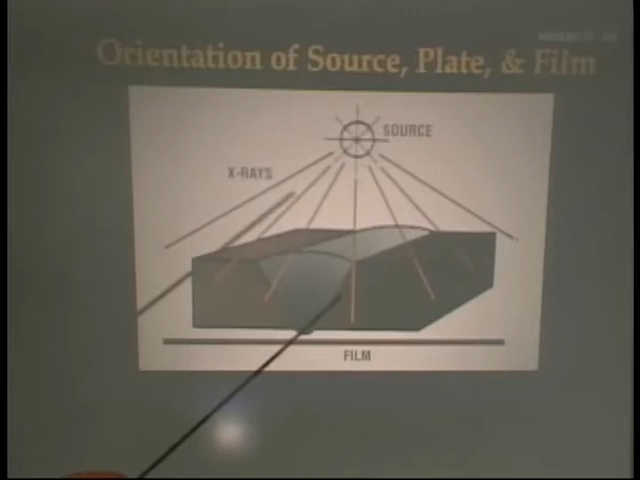 Orientation of Source, Plate, & Film
SOURCE
X-RAYS
FILM